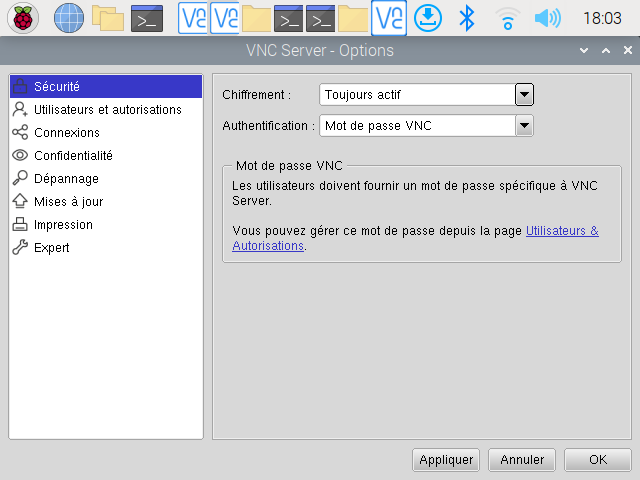 18:03
VNC Server - Options
Sécurité
Utilisateurs et autorisations
Connexions
Confidentialité
Dépannage
Mises à jour
Impression
Expert
Chiffrement :
Toujours actif
Authentification :
Mot de passe VNC
Mot de passe VNC
Les utilisateurs doivent fournir un mot de passe spécifique à VNC
Server.
Vous pouvez gérer ce mot de passe depuis la page Utilisateurs &
Autorisations.
Appliquer
Annuler
OK